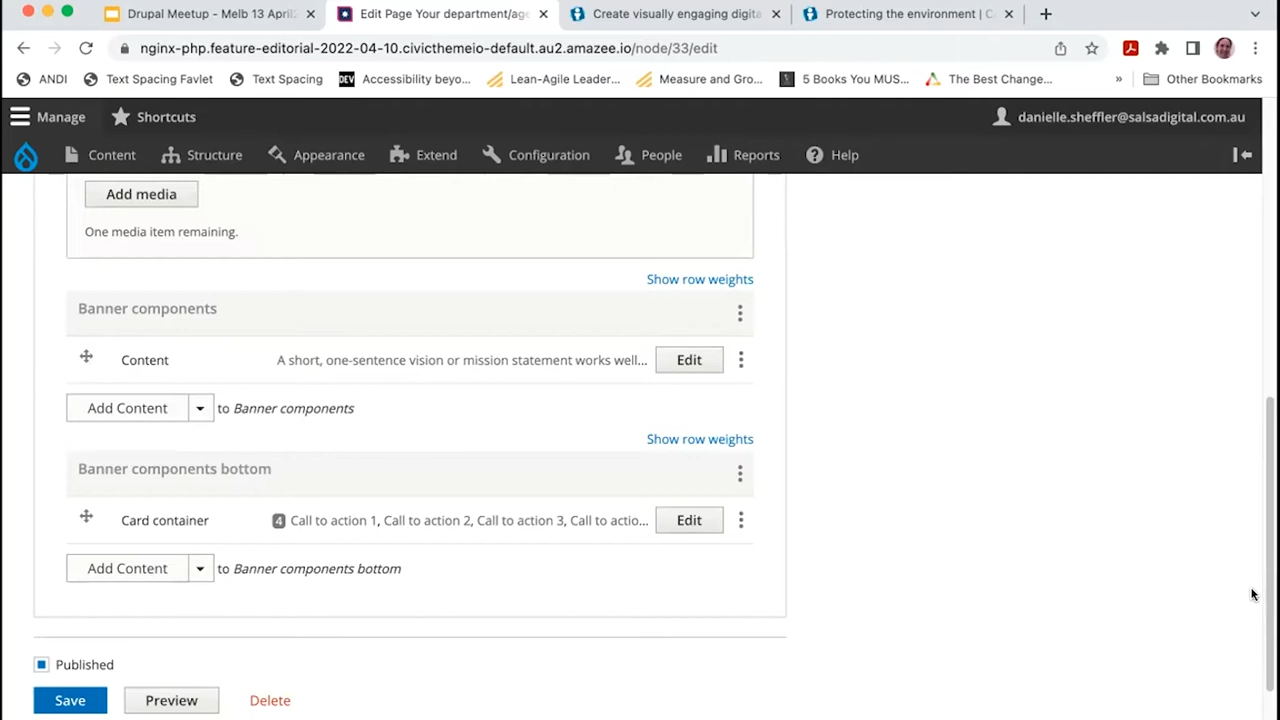 Drupal Meetup - Melb 13 April
Edit Page Your department/age
Create visually engaging digita
Protecting the environment | C
nginx-php.feature-editorial-2022-04-10.civicthemeio-default.au2.amazee.io/node/33/edit
ANDI
Text Spacing Favlet
Text Spacing
DEV
Accessibility beyo...
Lean-Agile Leader...
Measure and Gro...
5 Books You MUS...
The Best Change...
»
Other Bookmarks
Manage
Shortcuts
danielle.sheffler@salsadigital.com.au
Content
Structure
Appearance
Extend
Configuration
People
Reports
Help
Add media
One media item remaining.
Show row weights
Banner components
Content
A short, one-sentence vision or mission statement works well...
Edit
Add Content
to Banner components
Show row weights
Banner components bottom
Card container
4 Call to action 1, Call to action 2, Call to action 3, Call to actio...
Edit
Add Content
to Banner components bottom
Published
Save
Preview
Delete